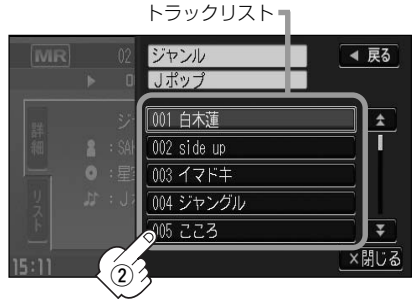 トラックリスト
MR
02
ジャンル
◀ 戻る
Jポップ
詳細
リスト
001 白木蓮
002 side up
003 イマドキ
004 ジャングル
005 こころ
②
15:11
×閉じる